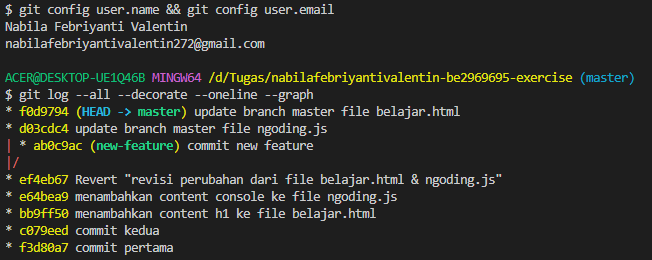 $ git config user.name && git config user.email
Nabila Febriyanti Valentin
nabilafebriyantivalentin272@gmail.com
ACER@DESKTOP-UE1Q46B MINGW64 /d/Tugas/nabilafebriyantivalentin-be2969695-exercise (master)
$ git log --all --decorate --oneline --graph
* f0d9794 (HEAD -> master) update branch master file belajar.html
* d03cdc4 update branch master file ngoding.js
| * ab0c9ac (new-feature) commit new feature
|/
* ef4eb67 Revert "revisi perubahan dari file belajar.html & ngoding.js"
* e64bea9 menambahkan content console ke file ngoding.js
* bb9ff50 menambahkan content h1 ke file belajar.html
* c079eed commit kedua
* f3d80a7 commit pertama